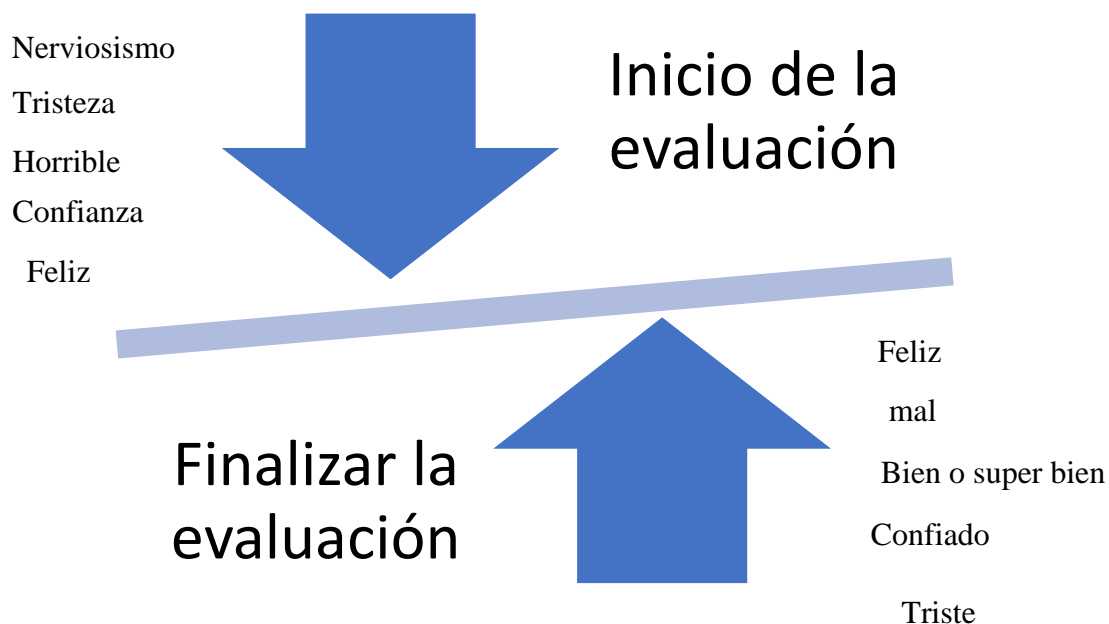 Nerviosismo
Tristeza
Horrible
Confianza
Feliz
Inicio de la
evaluación
Finalizar la
evaluación
Feliz
mal
Bien o super bien
Confiado
Triste